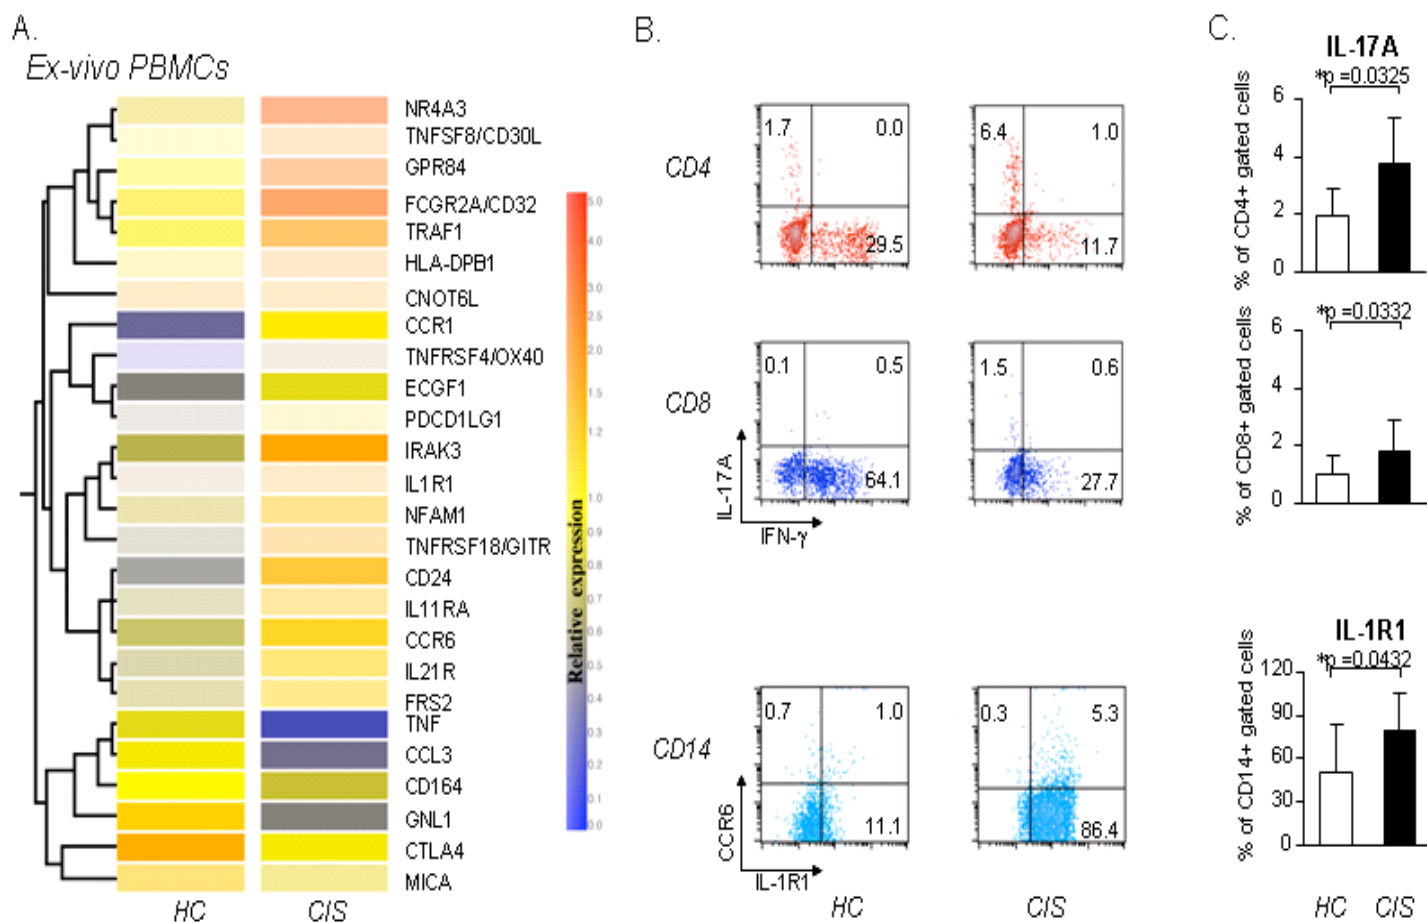 A.
Ex-vivo PBMCs
NR4A3
TNFSF8/CD30L
GPR84
FCGR2A/CD32
TRAF1
HLA-DPB1
CNOT6L
CCR1
TNFRSF4/OX40
ECGF1
PDCD1LG1
IRAK3
IL1R1
NFAM1
TNFRSF18/GITR
CD24
IL11RA
CCR6
IL21R
FRS2
TNF
CCL3
CD164
GNL1
CTLA4
MICA
HC CIS
Relative expression
5.0
4.0
3.0
2.0
1.5
1.2
1.0
0.9
0.8
0.7
0.6
0.5
0.4
0.3
0.2
0.1
0.0
B.
CD4
1.7 0.0
29.5
6.4 1.0
11.7
CD8
0.1 0.5
64.1
1.5 0.6
27.7
IL-17A
IFN-γ
CD14
0.7 1.0
11.1
0.3 5.3
86.4
CCR6
IL-1R1
HC CIS
C.
IL-17A
*p =0.0325
% of CD4+ gated cells
6
4
2
0
*p =0.0332
% of CD8+ gated cells
6
4
2
0
IL-1R1
*p =0.0432
% of CD14+ gated cells
120
90
60
30
0
HC CIS